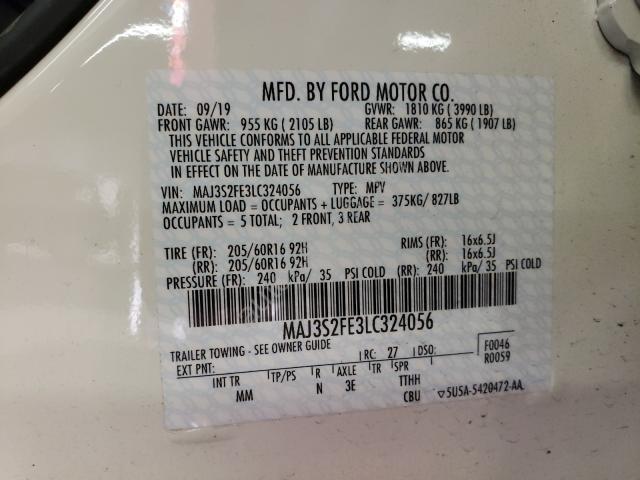 MFD. BY FORD MOTOR CO.
DATE: 09/19 GVWR: 1810 KG ( 3990 LB)
FRONT GAWR: 955 KG ( 2105 LB) REAR GAWR: 865 KG ( 1907 LB)
THIS VEHICLE CONFORMS TO ALL APPLICABLE FEDERAL MOTOR
VEHICLE SAFETY AND THEFT PREVENTION STANDARDS
IN EFFECT ON THE DATE OF MANUFACTURE SHOWN ABOVE.
VIN: MAJ3S2FE3LC324056 TYPE: MPV
MAXIMUM LOAD = OCCUPANTS + LUGGAGE = 375KG/ 827LB
OCCUPANTS = 5 TOTAL; 2 FRONT, 3 REAR
TIRE (FR): 205/60R16 92H RIMS (FR): 16x6.5J
(RR): 205/60R16 92H (RR): 16x6.5J
PRESSURE (FR): 240 kPa/ 35 PSI COLD (RR): 240 kPa/ 35 PSI COLD
MAJ3S2FE3LC324056
TRAILER TOWING - SEE OWNER GUIDE
EXT PNT: RC: 27 DSO: F0046
R0059
INT TR TP/PS R AXLE TR SPR
MM N 3E TTHH
CBU ▽5U5A-5420472-AA